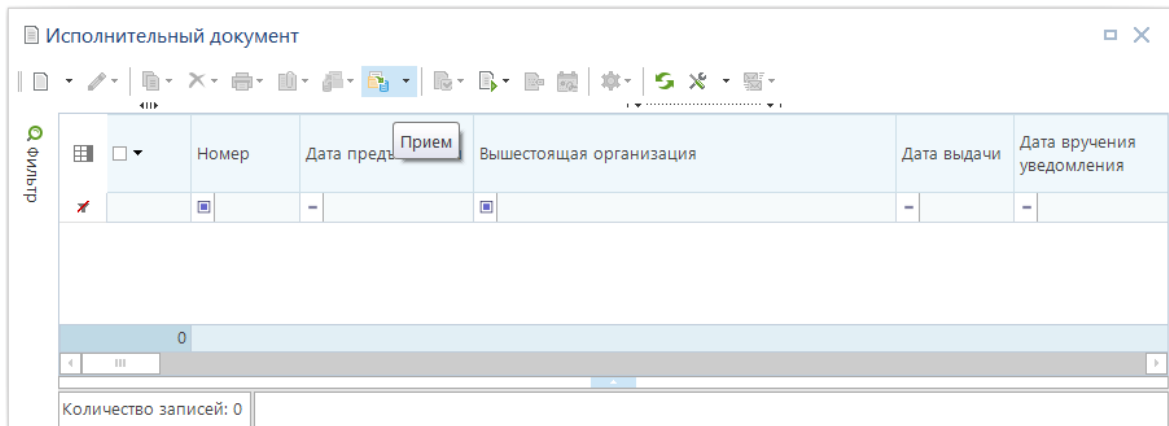 Исполнительный документ
Прием
Фильтр
Номер
Дата предъ
Вышестоящая организация
Дата выдачи
Дата вручения
уведомления
0
Количество записей: 0